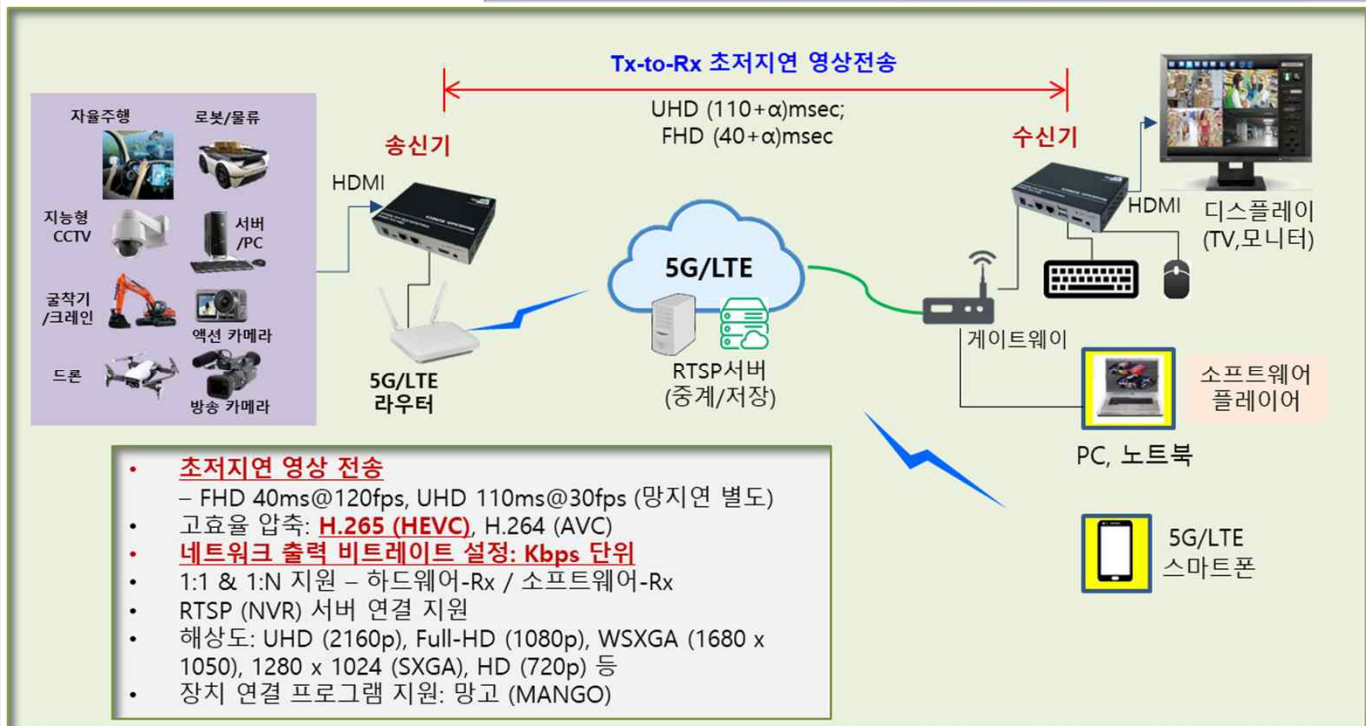 Tx-to-Rx 초저지연 영상전송
UHD (110+α)msec;
FHD (40+α)msec
자율주행
로봇/물류
지능형
CCTV
서버
/PC
굴착기
/크레인
액션 카메라
드론
방송 카메라
HDMI
송신기
5G/LTE
라우터
5G/LTE
RTSP서버
(중계/저장)
수신기
HDMI
디스플레이
(TV,모니터)
게이트웨이
소프트웨어
플레이어
PC, 노트북
5G/LTE
스마트폰
• 초저지연 영상 전송
– FHD 40ms@120fps, UHD 110ms@30fps (망지연 별도)
• 고효율 압축: H.265 (HEVC), H.264 (AVC)
• 네트워크 출력 비트레이트 설정: Kbps 단위
• 1:1 & 1:N 지원 – 하드웨어-Rx / 소프트웨어-Rx
• RTSP (NVR) 서버 연결 지원
• 해상도: UHD (2160p), Full-HD (1080p), WSXGA (1680 x
1050), 1280 x 1024 (SXGA), HD (720p) 등
• 장치 연결 프로그램 지원: 망고 (MANGO)